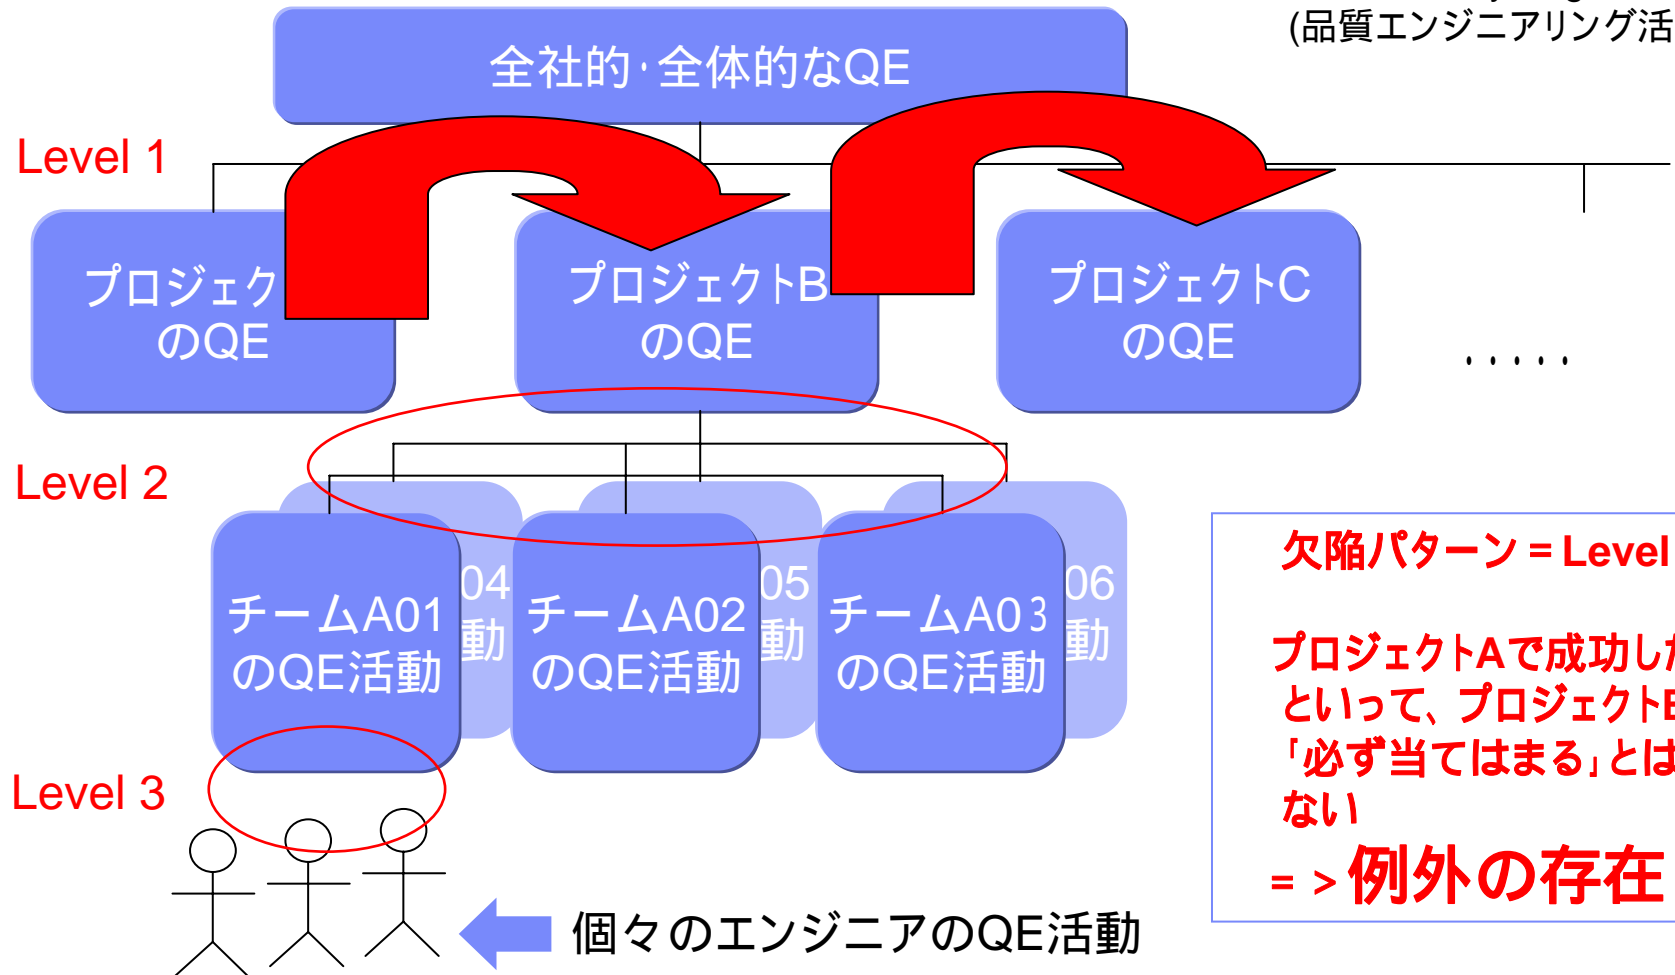 (品質エンジニアリング活
全社的・全体的なQE
Level 1
プロジェク
のQE
プロジェクトB
のQE
プロジェクトC
のQE
・・・・・
Level 2
チームA01
のQE活動
04
動
チームA02
のQE活動
05
動
チームA03
のQE活動
06
動
欠陥パターン = Level
プロジェクトAで成功した
といって、プロジェクトB
「必ず当てはまる」とは
ない
= > 例外の存在
Level 3
個々のエンジニアのQE活動